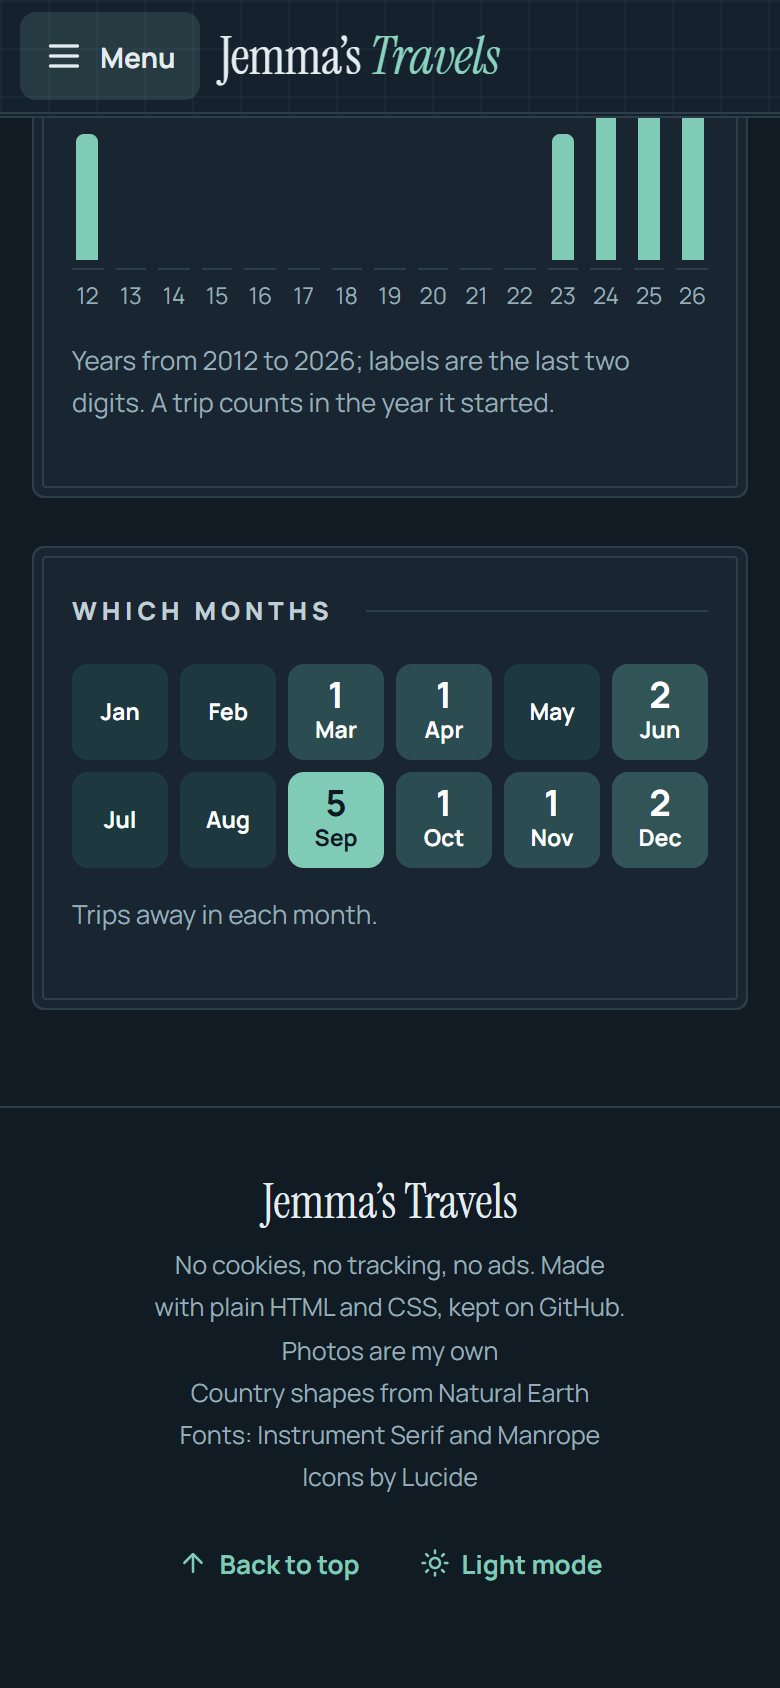 Menu
Jemma’s Travels
12 13 14 15 16 17 18 19 20 21 22 23 24 25 26
Years from 2012 to 2026; labels are the last two
digits. A trip counts in the year it started.
WHICH MONTHS
Jan
Feb
1
Mar
1
Apr
May
2
Jun
Jul
Aug
5
Sep
1
Oct
1
Nov
2
Dec
Trips away in each month.
Jemma’s Travels
No cookies, no tracking, no ads. Made
with plain HTML and CSS, kept on GitHub.
Photos are my own
Country shapes from Natural Earth
Fonts: Instrument Serif and Manrope
Icons by Lucide
Back to top
Light mode